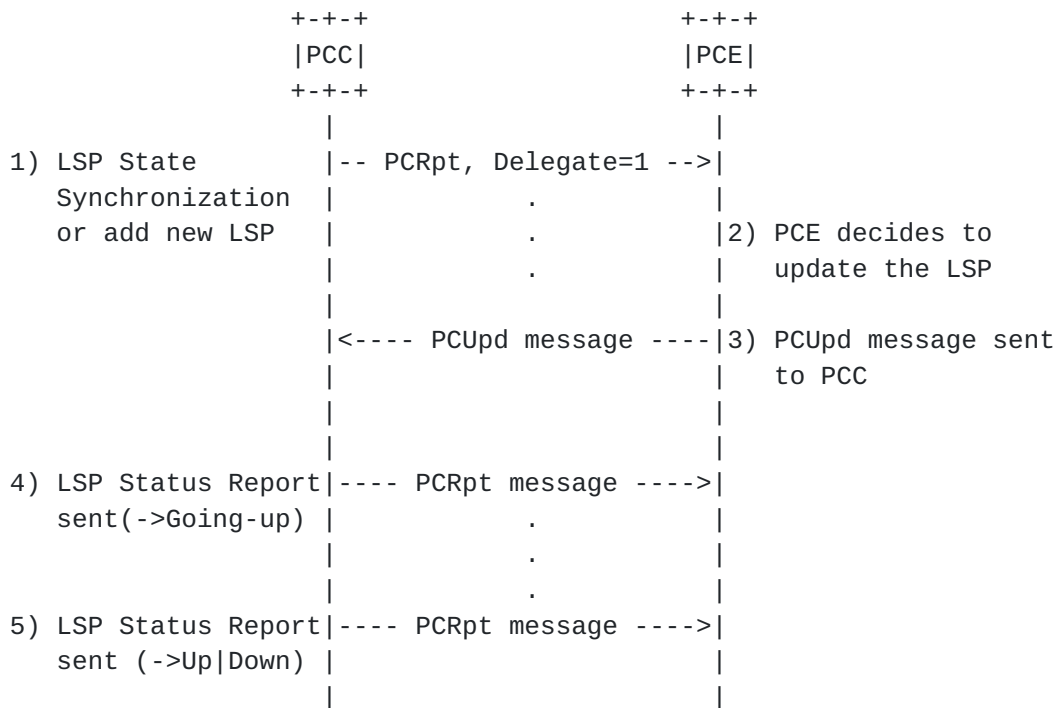 +-+-+                    +-+-+
                  |PCC|                    |PCE|
                  +-+-+                    +-+-+
                    |                        |
1) LSP State        |-- PCRpt, Delegate=1 -->|
   Synchronization  |            .           |
   or add new LSP   |            .           |2) PCE decides to
                    |            .           |   update the LSP
                    |                        |
                    |<---- PCUpd message ----|3) PCUpd message sent
                    |                        |   to PCC
                    |                        |
                    |                        |
4) LSP Status Report|---- PCRpt message ---->|
   sent(->Going-up) |            .           |
                    |            .           |
                    |            .           |
5) LSP Status Report|---- PCRpt message ---->|
   sent (->Up|Down) |                        |
                    |                        |